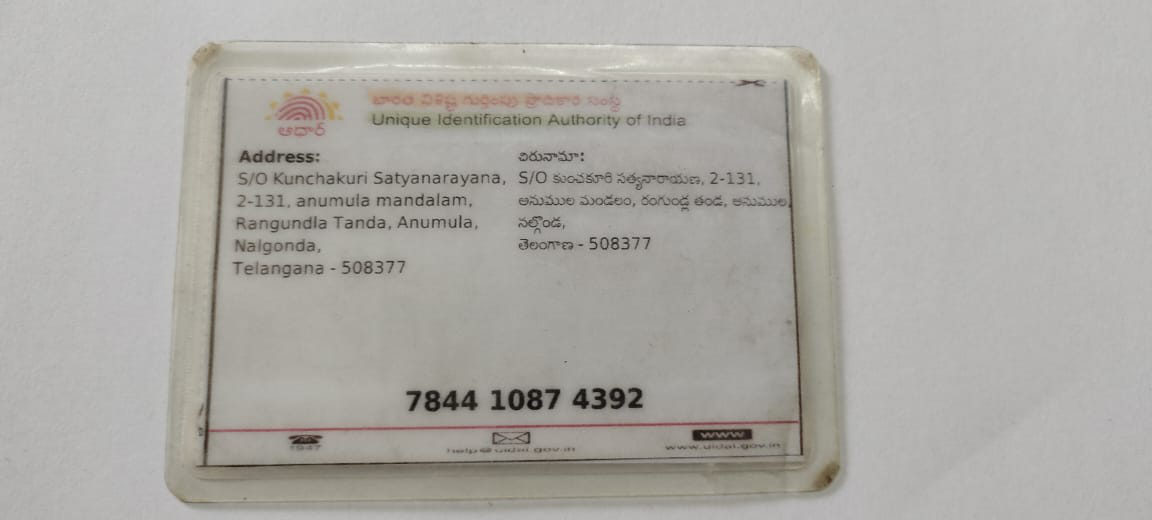 భారత విశిష్ట గుర్తింపు ప్రాధికార సంస్థ
Unique Identification Authority of India
ఆధార్
Address:
S/O Kunchakuri Satyanarayana,
2-131, anumula mandalam,
Rangundla Tanda, Anumula,
Nalgonda,
Telangana - 508377
చిరునామా:
S/O కుంచకూరి సత్యనారాయణ, 2-131,
అనుముల మండలం, రంగుండ్ల తండ, అనుముల,
నల్గొండ,
తెలంగాణ - 508377
7844 1087 4392
1947
help@uidai.gov.in
www
www.uidai.gov.in